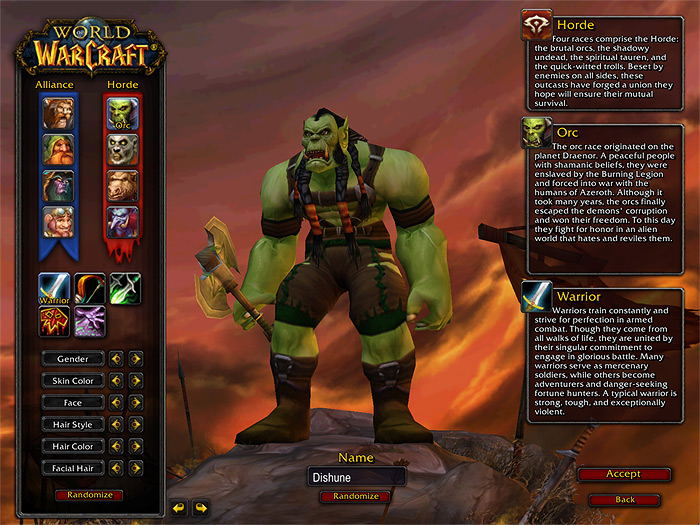 WORLD
OF
WARCRAFT
Alliance
Horde
Orc
Warrior
Gender
Skin Color
Face
Hair Style
Hair Color
Facial Hair
Randomize
Name
Dishune
Randomize
Horde
Four races comprise the Horde:
the brutal orcs, the shadowy
undead, the spiritual tauren, and
the quick-witted trolls. Beset by
enemies on all sides, these
outcasts have forged a union they
hope will ensure their mutual
survival.
Orc
The orc race originated on the
planet Draenor. A peaceful people
with shamanic beliefs, they were
enslaved by the Burning Legion
and forced into war with the
humans of Azeroth. Although it
took many years, the orcs finally
escaped the demons' corruption
and won their freedom. To this day
they fight for honor in an alien
world that hates and reviles them.
Warrior
Warriors train constantly and
strive for perfection in armed
combat. Though they come from
all walks of life, they are united by
their singular commitment to
engage in glorious battle. Many
warriors serve as mercenary
soldiers, while others become
adventurers and danger-seeking
fortune hunters. A typical warrior is
strong, tough, and exceptionally
violent.
Accept
Back